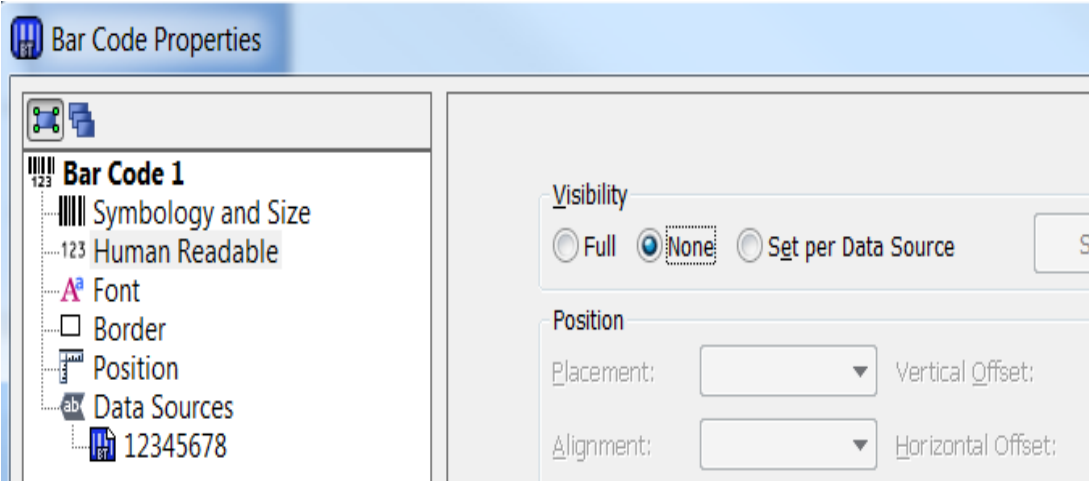 Bar Code Properties
Bar Code 1
Symbology and Size
123 Human Readable
Font
Border
Position
Data Sources
12345678
Visibility
Full None Set per Data Source S
Position
Placement: Vertical Offset:
Alignment: Horizontal Offset: